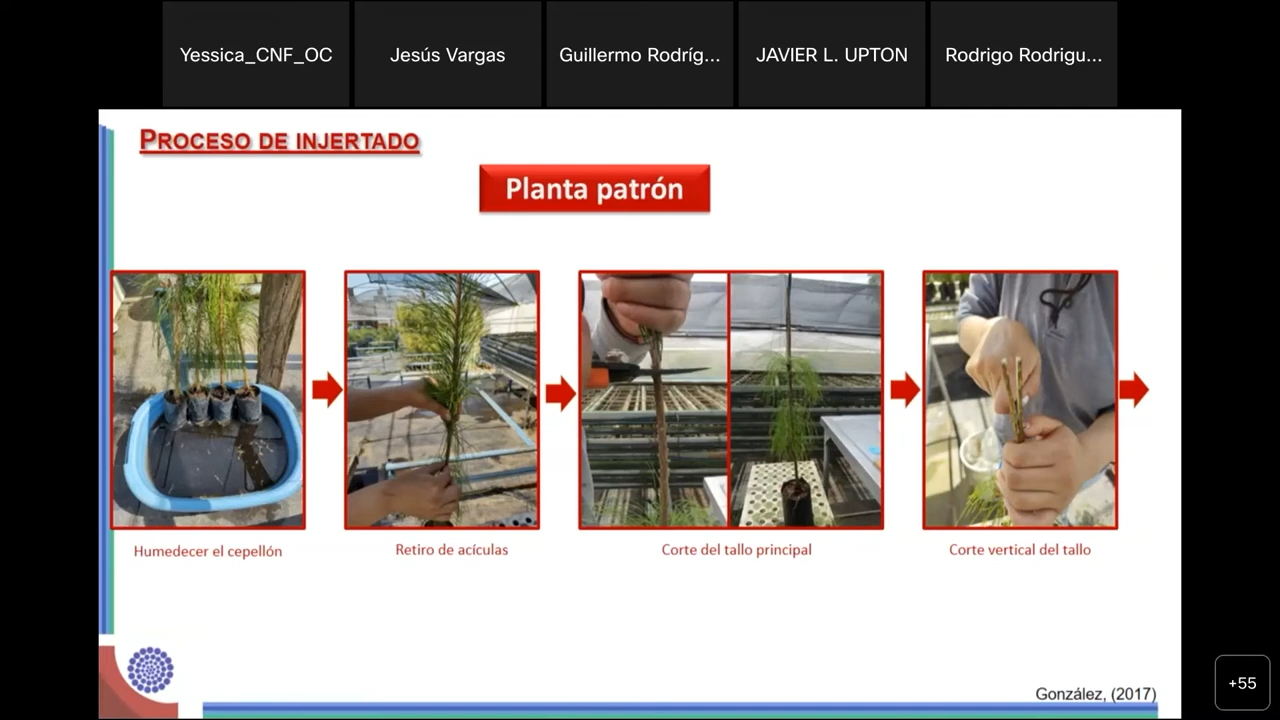 Yessica_CNF_OC
Jesús Vargas
Guillermo Rodríg...
JAVIER L. UPTON
Rodrigo Rodrigu...
PROCESO DE INJERTADO
Planta patrón
Humedecer el cepellón
Retiro de acículas
Corte del tallo principal
Corte vertical del tallo
González, (2017)
+55